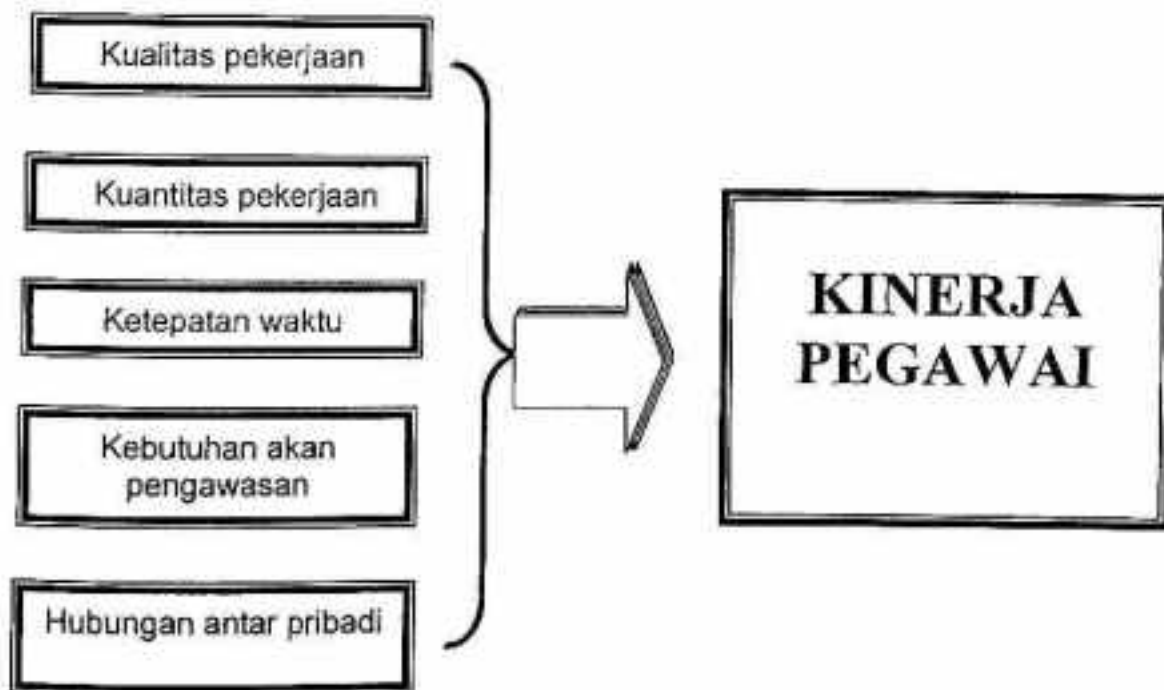 Kualitas pekerjaan
Kuantitas pekerjaan
Ketepatan waktu
Kebutuhan akan
pengawasan
Hubungan antar pribadi
KINERJA
PEGAWAI